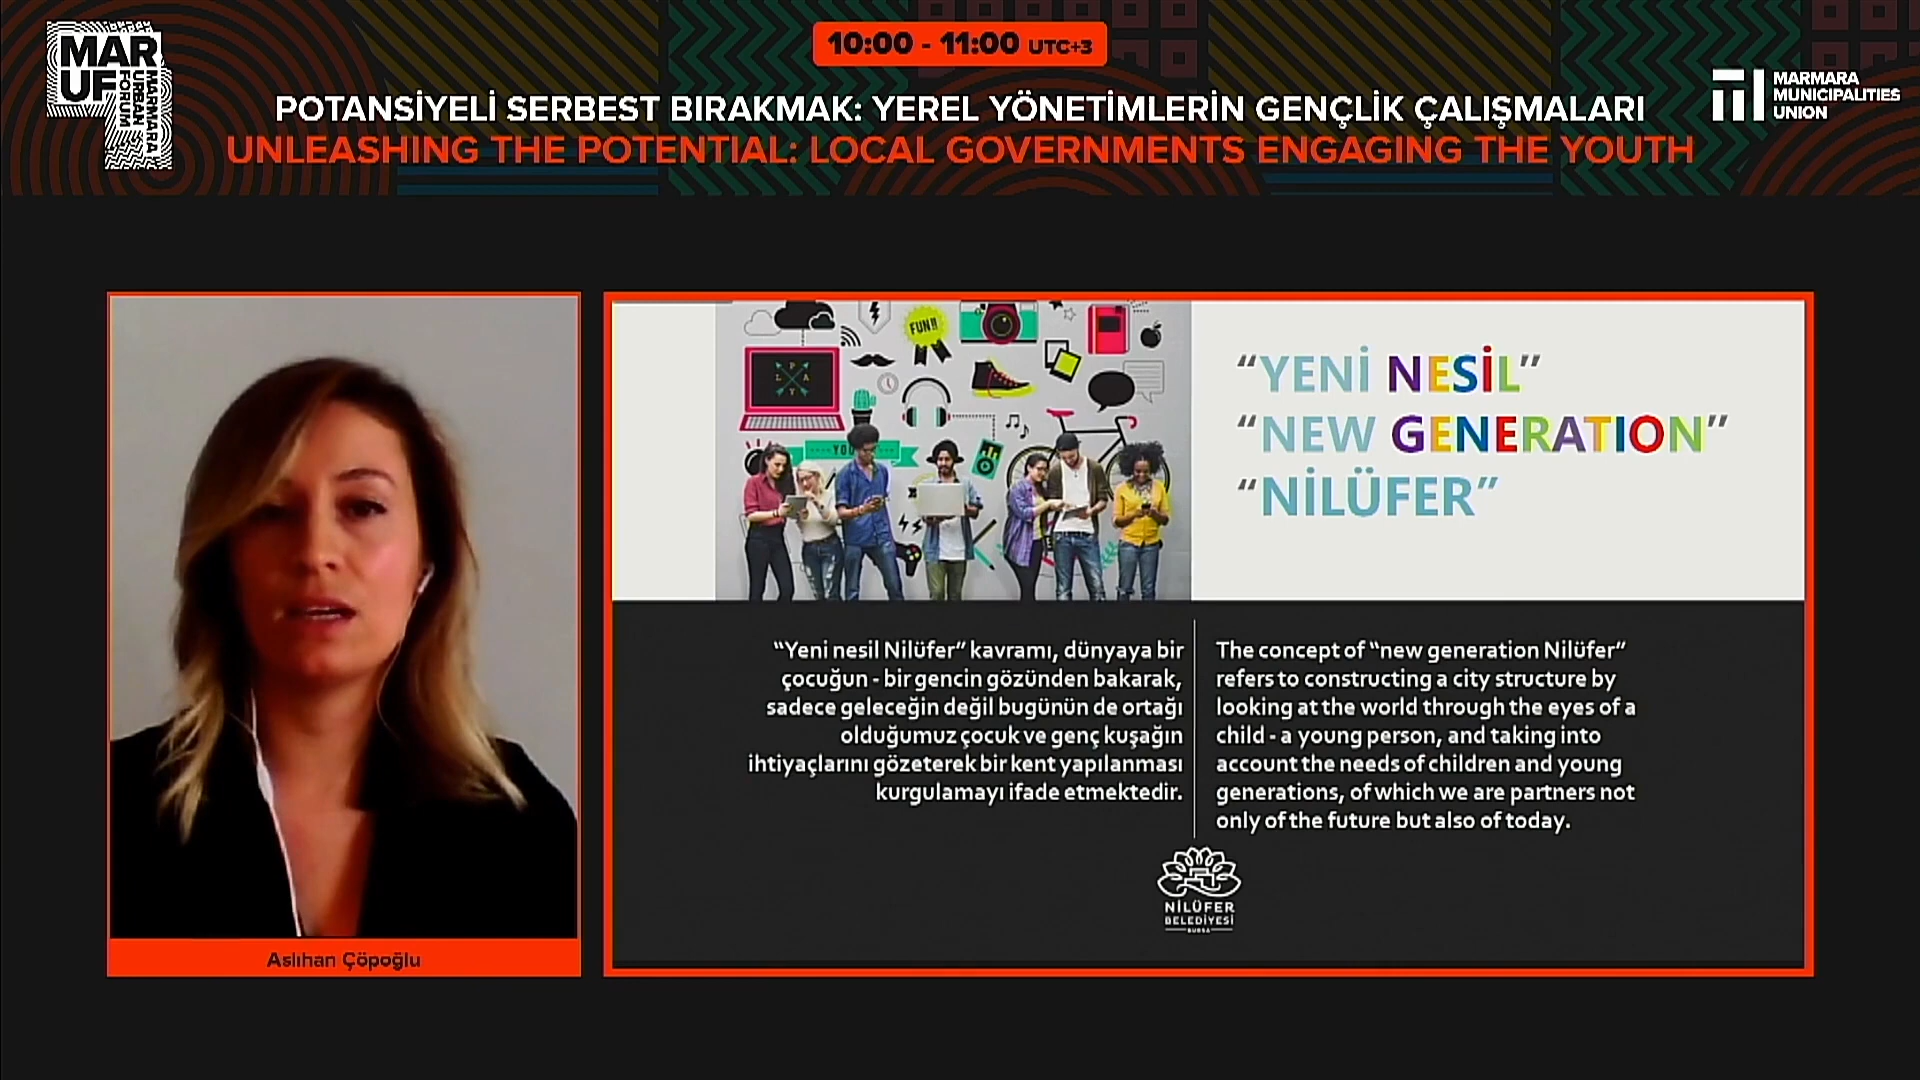 MAR
UF
MARMARA
URBAN
FORUM
10:00 - 11:00 UTC+3
POTANSİYELİ SERBEST BIRAKMAK: YEREL YÖNETİMLERİN GENÇLİK ÇALIŞMALARI
UNLEASHING THE POTENTIAL: LOCAL GOVERNMENTS ENGAGING THE YOUTH
MARMARA
MUNICIPALITIES
UNION
Aslıhan Çöpoğlu
FUN!!
P
L A
Y
YOU
“YENİ NESİL”
“NEW GENERATION”
“NİLÜFER”
“Yeni nesil Nilüfer” kavramı, dünyaya bir
çocuğun - bir gencin gözünden bakarak,
sadece geleceğin değil bugünün de ortağı
olduğumuz çocuk ve genç kuşağın
ihtiyaçlarını gözeterek bir kent yapılanması
kurgulamayı ifade etmektedir.
The concept of “new generation Nilüfer”
refers to constructing a city structure by
looking at the world through the eyes of a
child - a young person, and taking into
account the needs of children and young
generations, of which we are partners not
only of the future but also of today.
NİLÜFER
BELEDİYESİ
BURSA